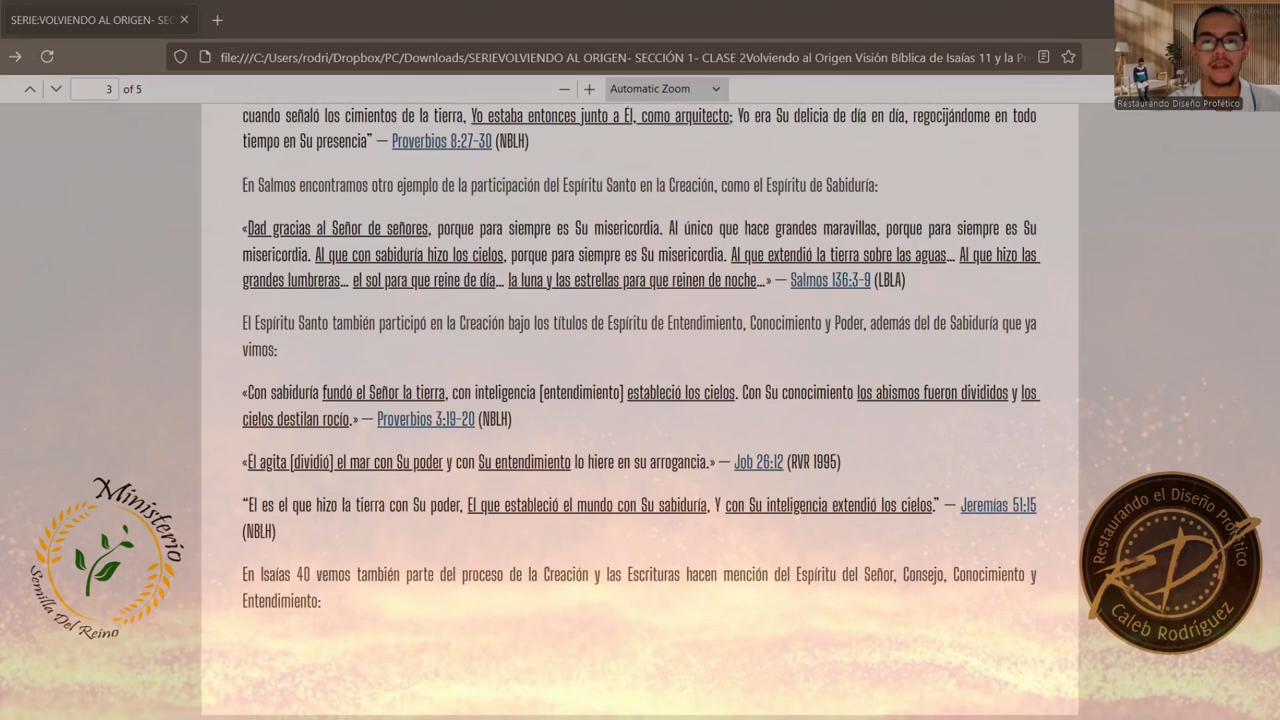 SERIE:VOLVIENDO AL ORIGEN- SEC
file:///C:/Users/rodri/Dropbox/PC/Downloads/SERIEVOLVIENDO AL ORIGEN- SECCIÓN 1- CLASE 2Volviendo al Origen Visión Bíblica de Isaías 11 y la Pr
3 of 5
Automatic Zoom
Restaurando Diseño Profético
cuando señaló los cimientos de la tierra, Yo estaba entonces junto a Él, como arquitecto; Yo era Su delicia de día en día, regocijándome en todo
tiempo en Su presencia” — Proverbios 8:27-30 (NBLH)
En Salmos encontramos otro ejemplo de la participación del Espíritu Santo en la Creación, como el Espíritu de Sabiduría:
«Dad gracias al Señor de señores, porque para siempre es Su misericordia. Al único que hace grandes maravillas, porque para siempre es Su
misericordia. Al que con sabiduría hizo los cielos, porque para siempre es Su misericordia. Al que extendió la tierra sobre las aguas... Al que hizo las
grandes lumbreras... el sol para que reine de día... la luna y las estrellas para que reinen de noche...» — Salmos 136:3-9 (LBLA)
El Espíritu Santo también participó en la Creación bajo los títulos de Espíritu de Entendimiento, Conocimiento y Poder, además del de Sabiduría que ya
vimos:
«Con sabiduría fundó el Señor la tierra, con inteligencia [entendimiento] estableció los cielos. Con Su conocimiento los abismos fueron divididos y los
cielos destilan rocío.» — Proverbios 3:19-20 (NBLH)
«Él agita [dividió] el mar con Su poder y con Su entendimiento lo hiere en su arrogancia.» — Job 26:12 (RVR 1995)
“El es el que hizo la tierra con Su poder, El que estableció el mundo con Su sabiduría, Y con Su inteligencia extendió los cielos.” — Jeremías 51:15
(NBLH)
En Isaías 40 vemos también parte del proceso de la Creación y las Escrituras hacen mención del Espíritu del Señor, Consejo, Conocimiento y
Entendimiento:
Ministerio
Semilla Del Reino
Restaurando el Diseño Profético
RD
Caleb Rodríguez